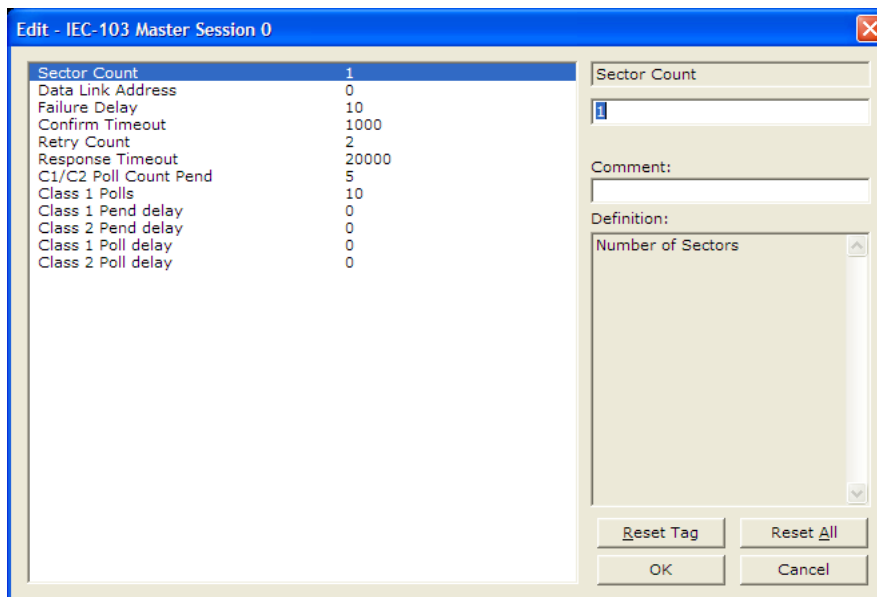 Edit - IEC-103 Master Session 0
Sector Count 1
Data Link Address 0
Failure Delay 10
Confirm Timeout 1000
Retry Count 2
Response Timeout 20000
C1/C2 Poll Count Pend 5
Class 1 Polls 10
Class 1 Pend delay 0
Class 2 Pend delay 0
Class 1 Poll delay 0
Class 2 Poll delay 0
Sector Count
1
Comment:
Definition:
Number of Sectors
Reset Tag
Reset All
OK
Cancel